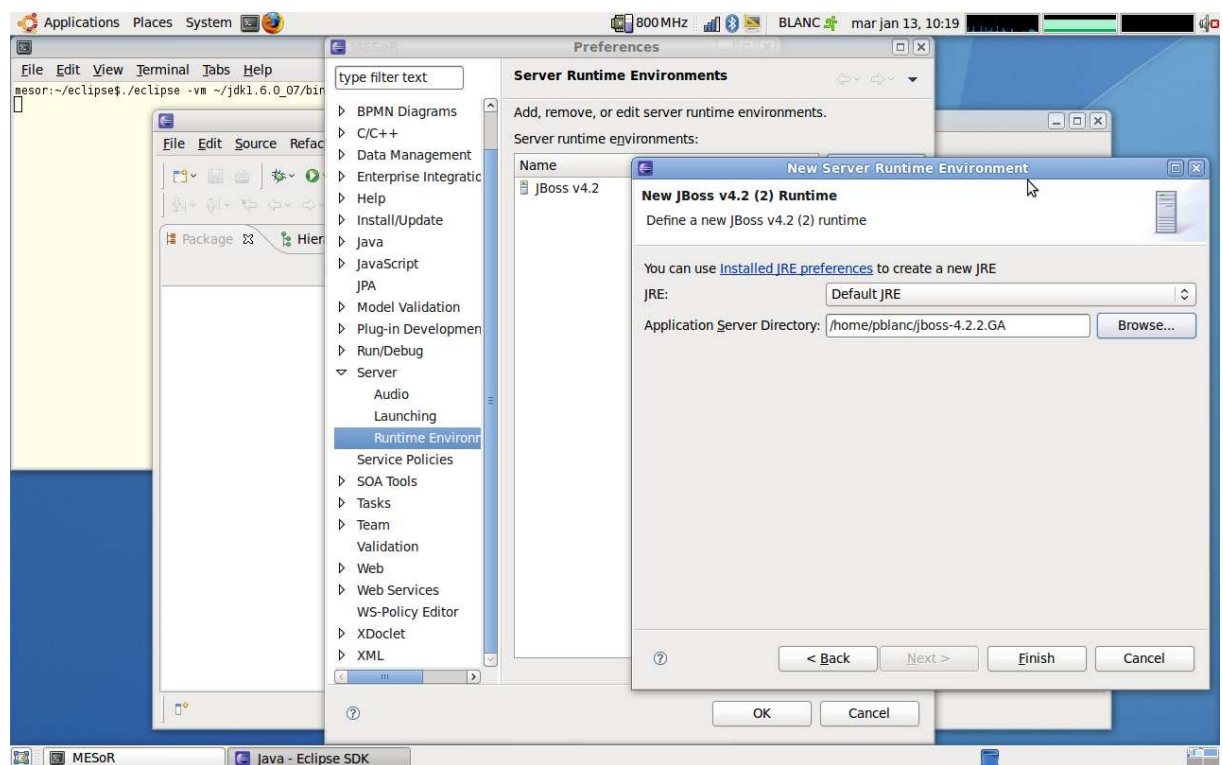 Applications Places System 800 MHz BLANC mar jan 13, 10:19
Preferences
File Edit View Terminal Tabs Help
mesor:~/eclipse$./eclipse -vm ~/jdk1.6.0_07/bin
File Edit Source Refac
Package Hier
type filter text
BPMN Diagrams
C/C++
Data Management
Enterprise Integratic
Help
Install/Update
Java
JavaScript
JPA
Model Validation
Plug-in Developmen
Run/Debug
Server
Audio
Launching
Runtime Environr
Service Policies
SOA Tools
Tasks
Team
Validation
Web
Web Services
WS-Policy Editor
XDoclet
XML
Server Runtime Environments
Add, remove, or edit server runtime environments.
Server runtime environments:
Name
JBoss v4.2
OK Cancel
New Server Runtime Environment
New JBoss v4.2 (2) Runtime
Define a new JBoss v4.2 (2) runtime
You can use Installed JRE preferences to create a new JRE
JRE: Default JRE
Application Server Directory: /home/pblanc/jboss-4.2.2.GA Browse...
< Back Next > Finish Cancel
MESoR Java - Eclipse SDK